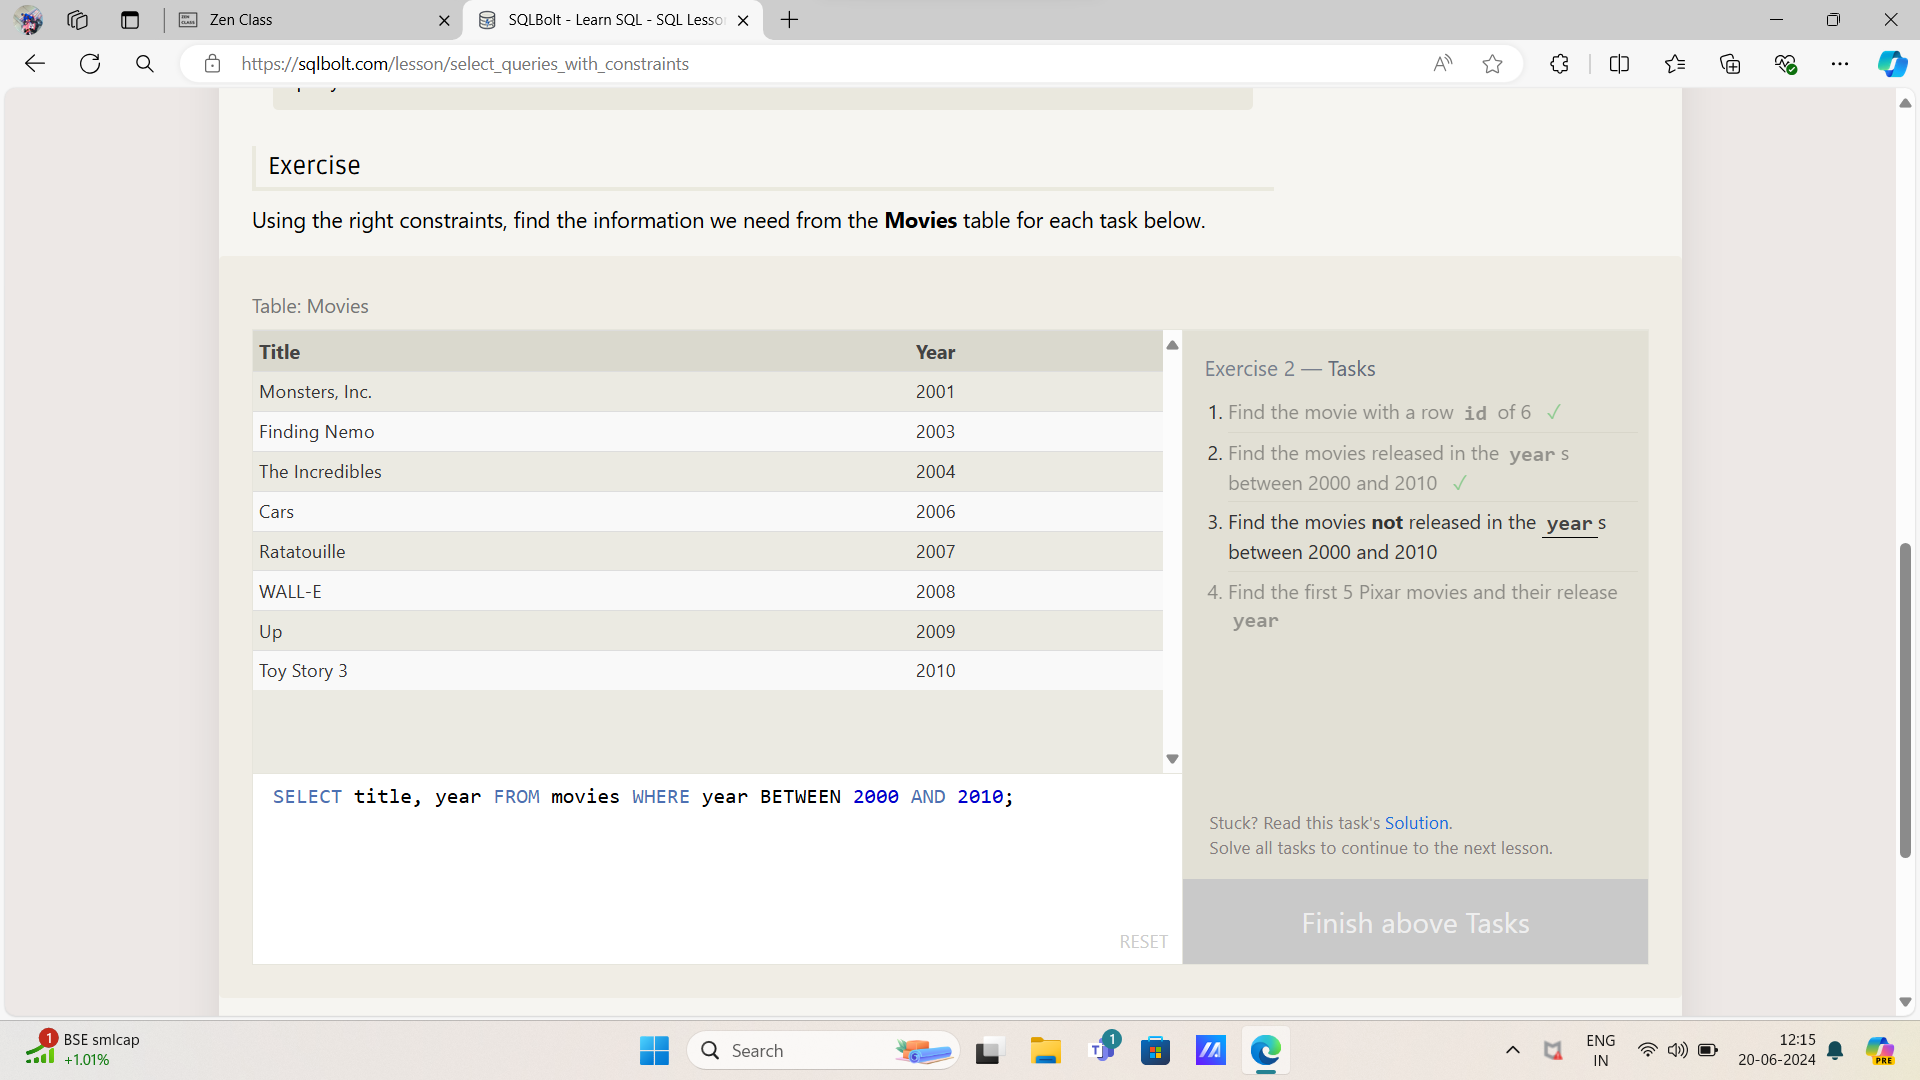 Zen Class
SQLBolt - Learn SQL - SQL Lesso
https://sqlbolt.com/lesson/select_queries_with_constraints
Exercise
Using the right constraints, find the information we need from the Movies table for each task below.
Table: Movies
Title Year
Monsters, Inc. 2001
Finding Nemo 2003
The Incredibles 2004
Cars 2006
Ratatouille 2007
WALL-E 2008
Up 2009
Toy Story 3 2010
SELECT title, year FROM movies WHERE year BETWEEN 2000 AND 2010;
RESET
Exercise 2 — Tasks
1. Find the movie with a row id of 6 ✓
2. Find the movies released in the year s
between 2000 and 2010 ✓
3. Find the movies not released in the year s
between 2000 and 2010
4. Find the first 5 Pixar movies and their release
year
Stuck? Read this task's Solution.
Solve all tasks to continue to the next lesson.
Finish above Tasks
1
BSE smlcap
+1.01%
Search
1
ENG
IN
12:15
20-06-2024
PRE